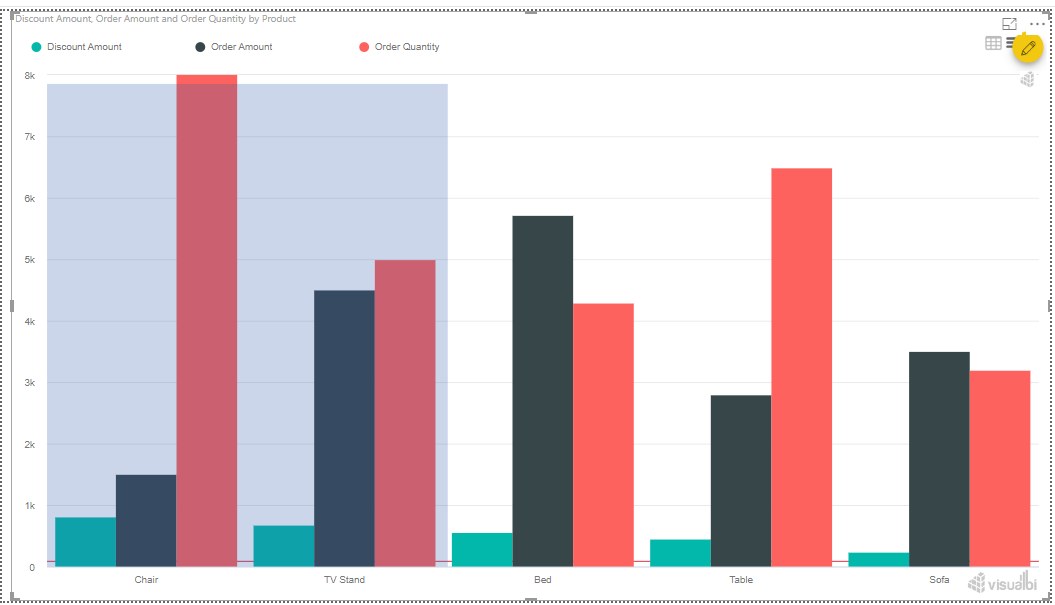 Discount Amount, Order Amount and Order Quantity by Product
Discount Amount Order Amount Order Quantity
8k
7k
6k
5k
4k
3k
2k
1k
0
Chair TV Stand Bed Table Sofa
visualbi